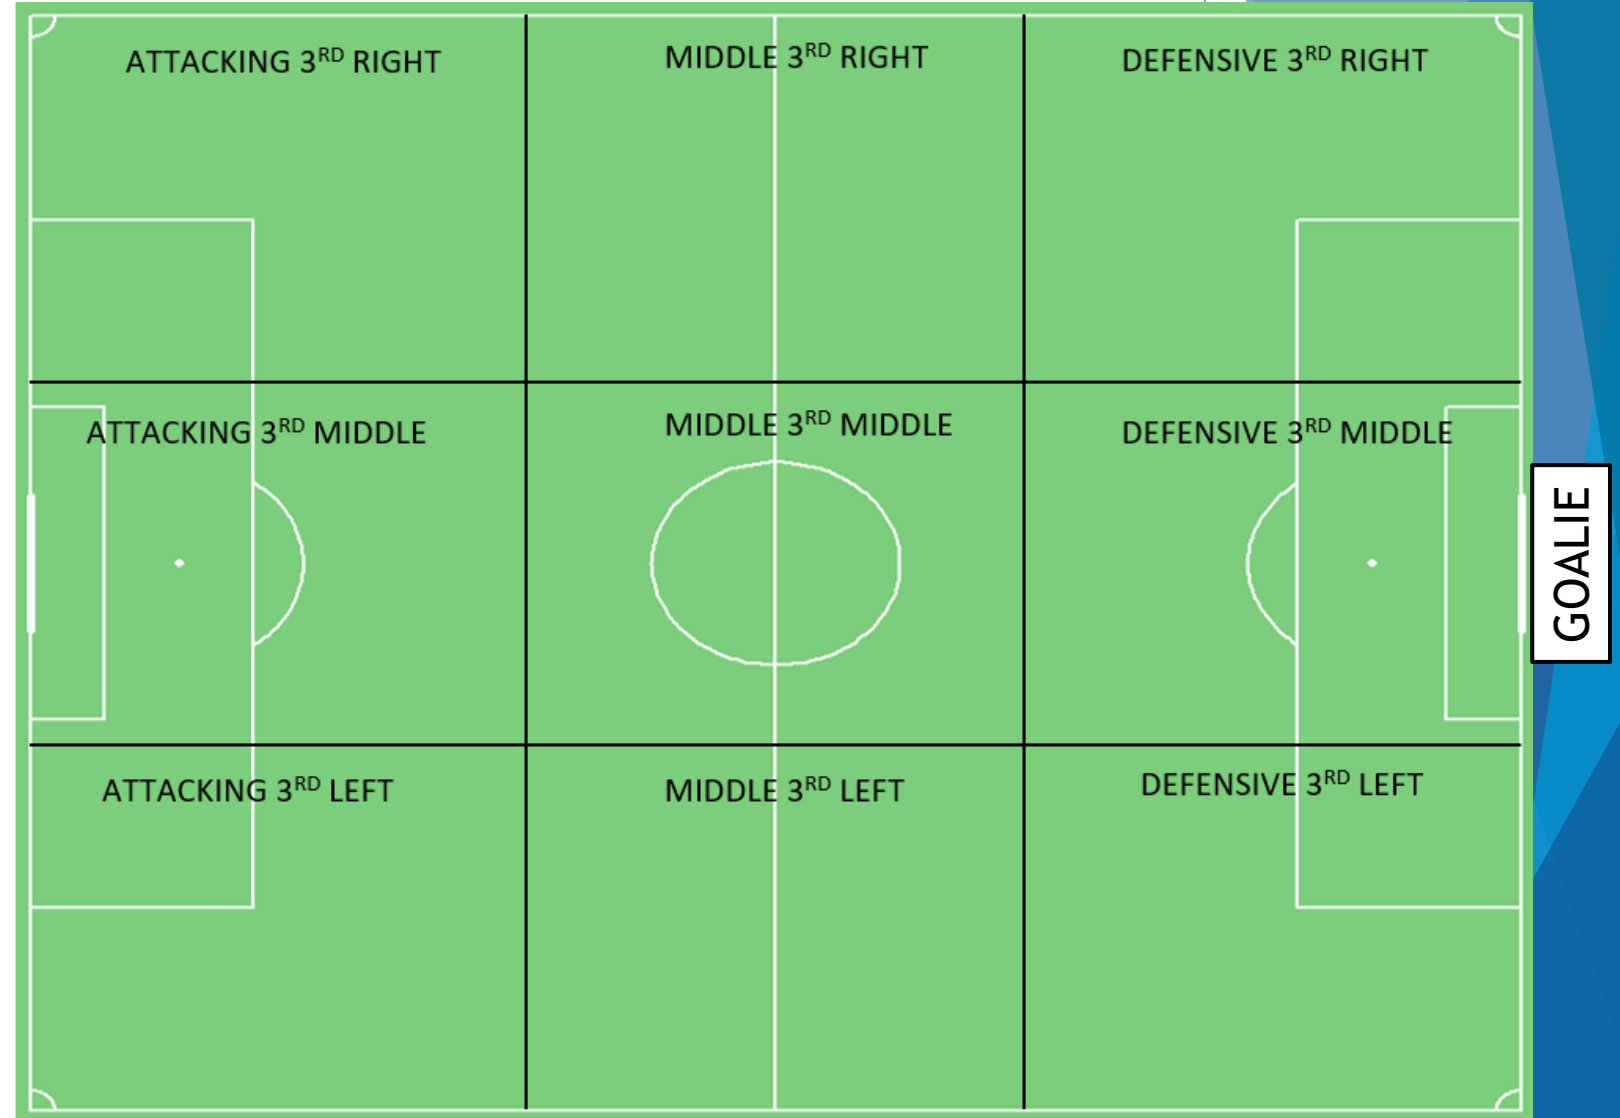 ATTACKING 3RD RIGHT
MIDDLE 3RD RIGHT
DEFENSIVE 3RD RIGHT
ATTACKING 3RD MIDDLE
MIDDLE 3RD MIDDLE
DEFENSIVE 3RD MIDDLE
GOALIE
ATTACKING 3RD LEFT
MIDDLE 3RD LEFT
DEFENSIVE 3RD LEFT